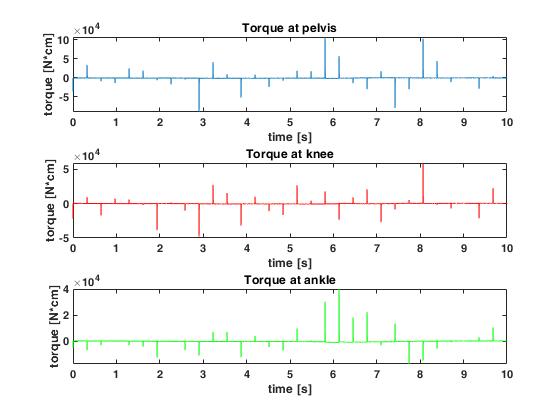 Torque at pelvis
×10⁴
torque [N*cm]
10
5
0
-5
0 1 2 3 4 5 6 7 8 9 10
time [s]
Torque at knee
×10⁴
torque [N*cm]
5
0
-5
0 1 2 3 4 5 6 7 8 9 10
time [s]
Torque at ankle
×10⁴
torque [N*cm]
4
2
0
0 1 2 3 4 5 6 7 8 9 10
time [s]